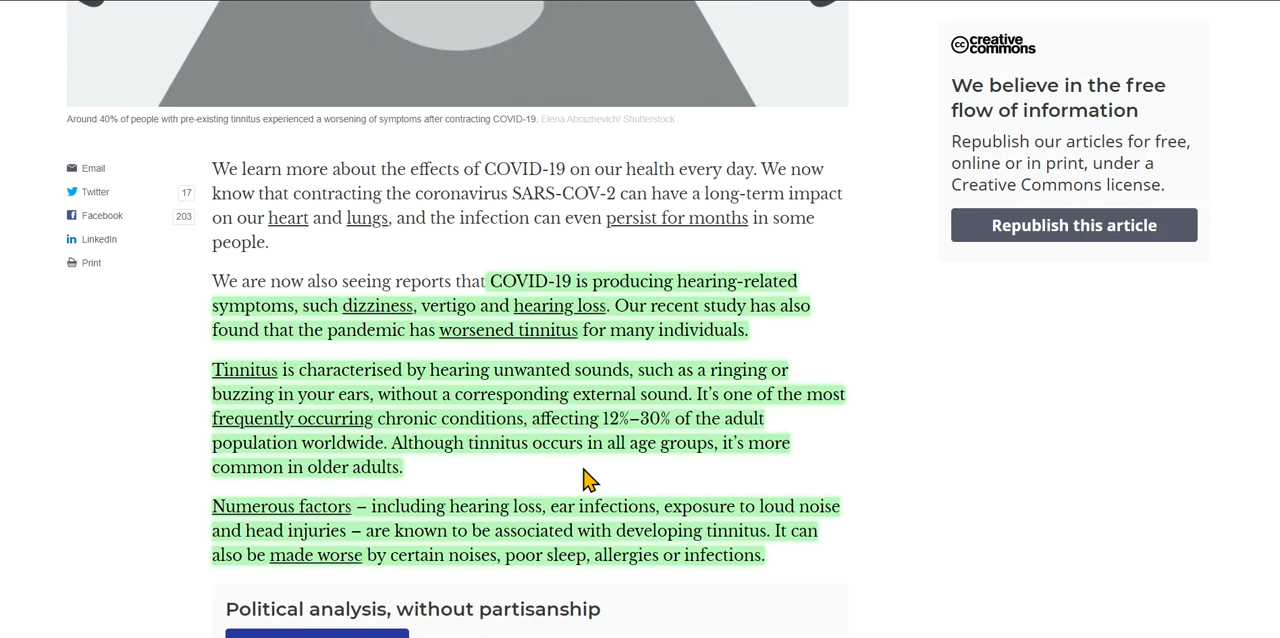 Around 40% of people with pre-existing tinnitus experienced a worsening of symptoms after contracting COVID-19. Elena Abrazhevich/ Shutterstock
Email
Twitter 17
Facebook 203
LinkedIn
Print
We learn more about the effects of COVID-19 on our health every day. We now
know that contracting the coronavirus SARS-COV-2 can have a long-term impact
on our heart and lungs, and the infection can even persist for months in some
people.
We are now also seeing reports that COVID-19 is producing hearing-related
symptoms, such dizziness, vertigo and hearing loss. Our recent study has also
found that the pandemic has worsened tinnitus for many individuals.
Tinnitus is characterised by hearing unwanted sounds, such as a ringing or
buzzing in your ears, without a corresponding external sound. It’s one of the most
frequently occurring chronic conditions, affecting 12%–30% of the adult
population worldwide. Although tinnitus occurs in all age groups, it’s more
common in older adults.
Numerous factors – including hearing loss, ear infections, exposure to loud noise
and head injuries – are known to be associated with developing tinnitus. It can
also be made worse by certain noises, poor sleep, allergies or infections.
Political analysis, without partisanship
cc creative
commons
We believe in the free
flow of information
Republish our articles for free,
online or in print, under a
Creative Commons license.
Republish this article